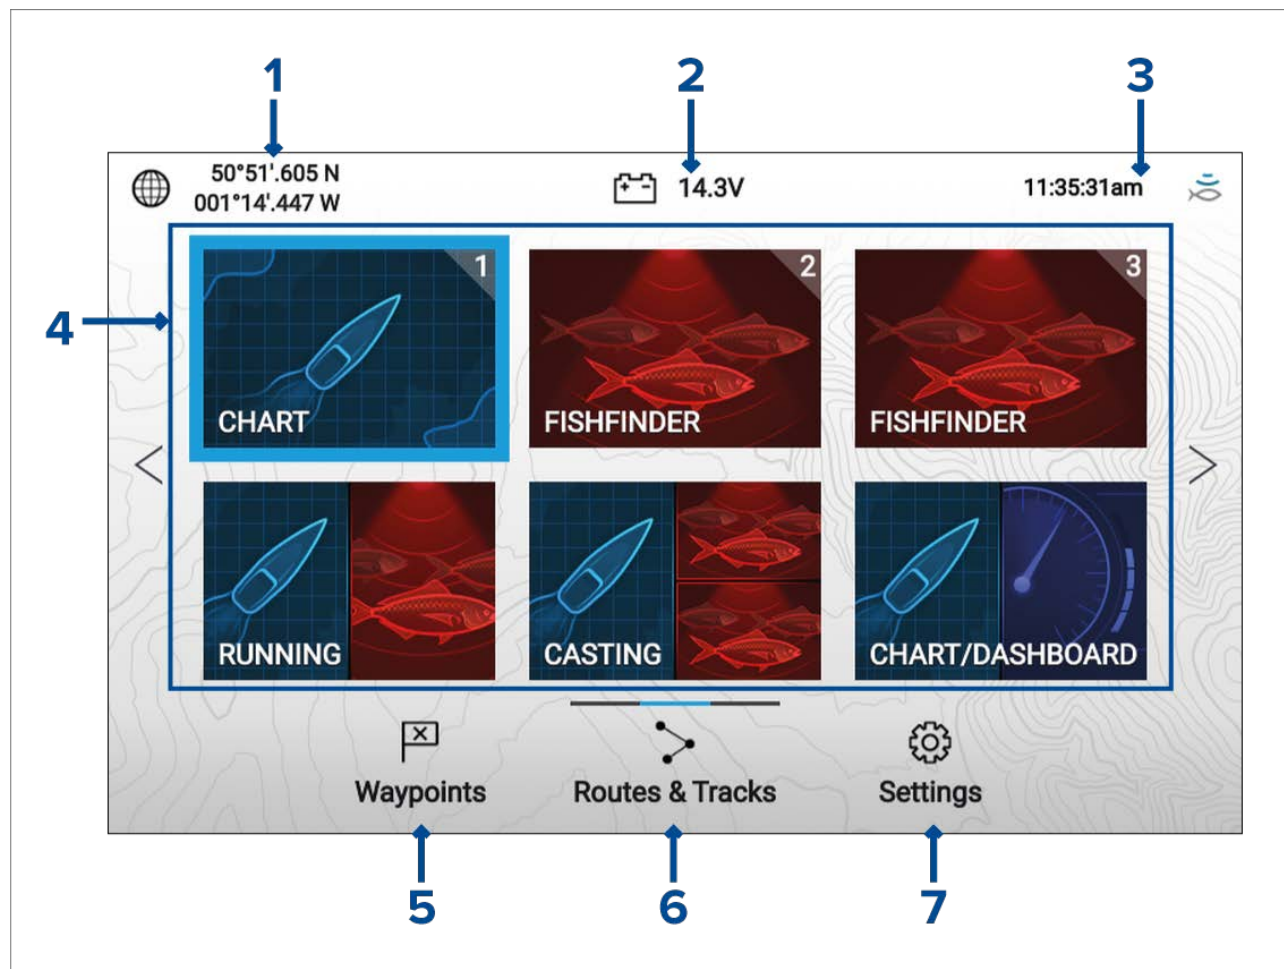 1 2 3
50°51'.605 N
001°14'.447 W
14.3V
11:35:31am
4
CHART 1
FISHFINDER 2
FISHFINDER 3
RUNNING
CASTING
CHART/DASHBOARD
Waypoints
Routes & Tracks
Settings
5 6 7